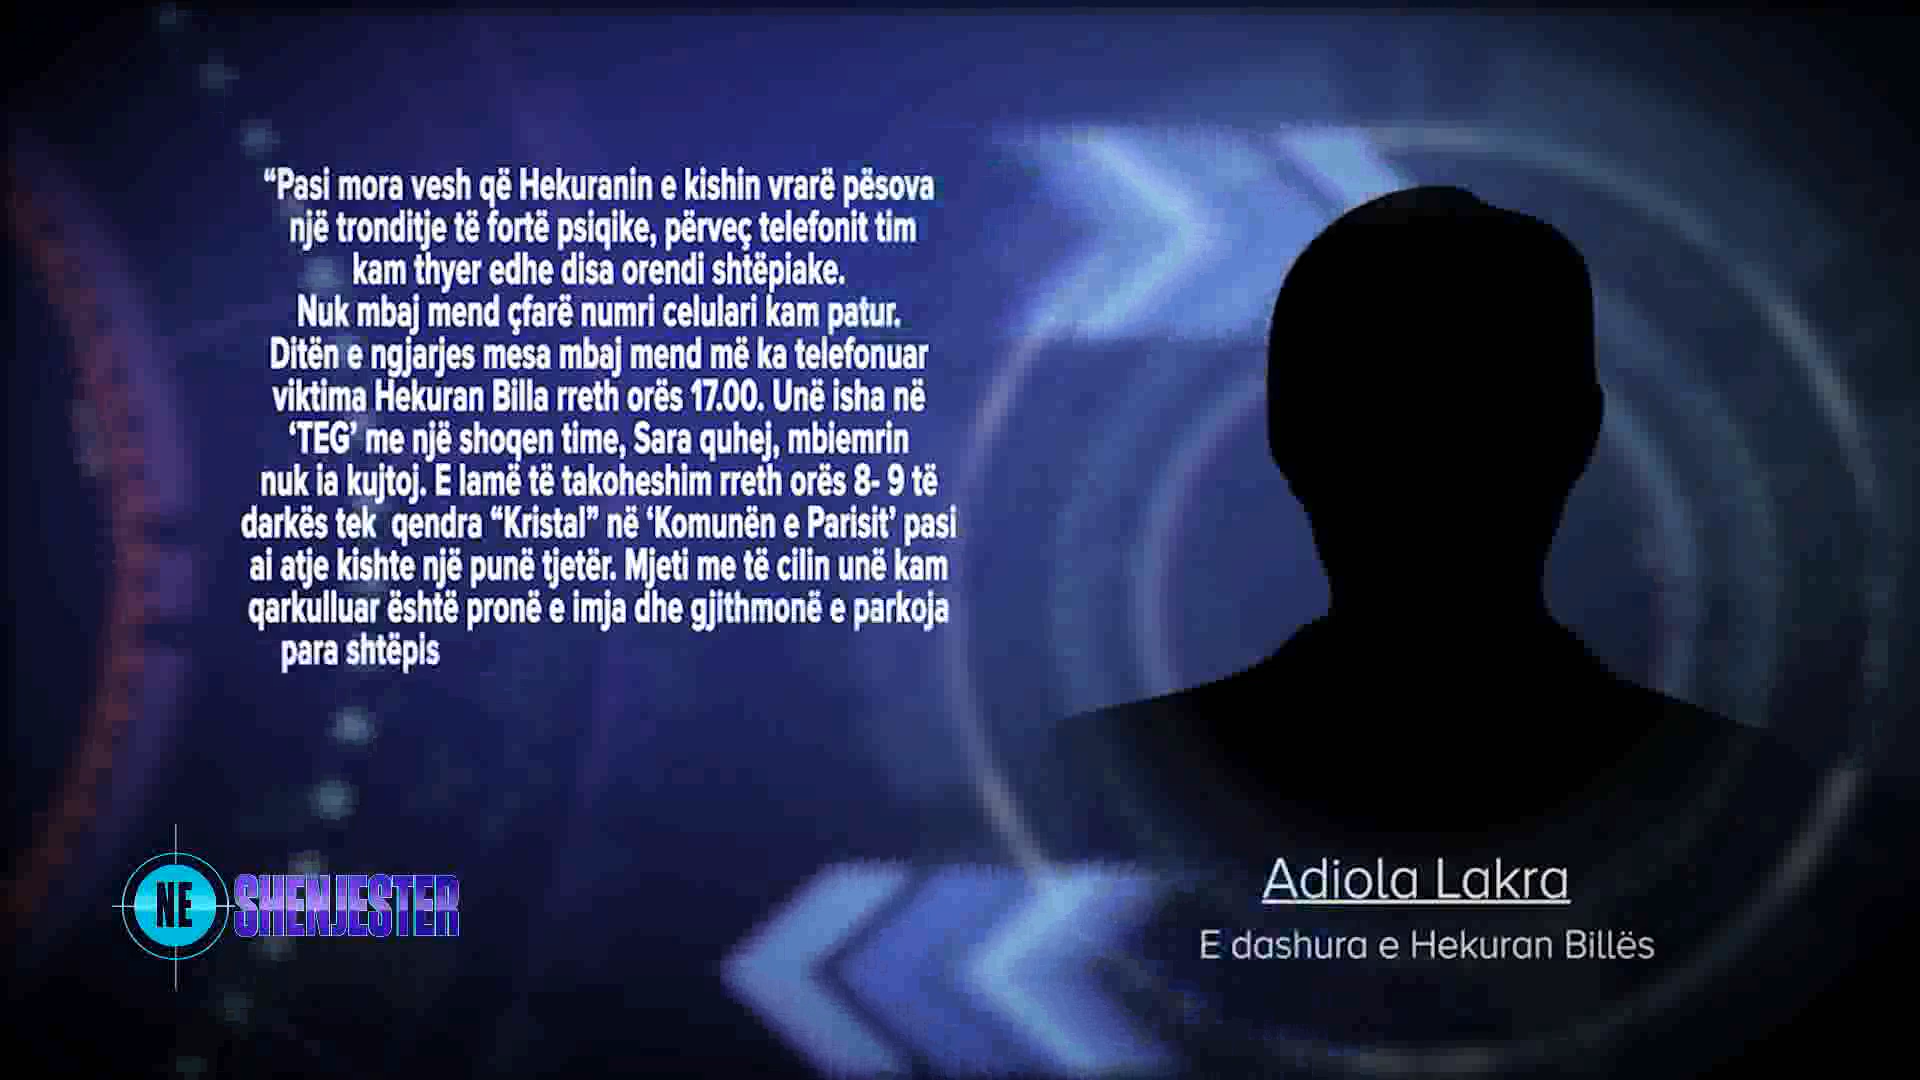 “Pasi mora vesh që Hekuranin e kishin vrarë pësova
një tronditje të fortë psiqike, përveç telefonit tim
kam thyer edhe disa orendi shtëpiake.
Nuk mbaj mend çfarë numri celulari kam patur.
Ditën e ngjarjes mesa mbaj mend më ka telefonuar
viktima Hekuran Billa rreth orës 17.00. Unë isha në
‘TEG’ me një shoqen time, Sara quhej, mbiemrin
nuk ia kujtoj. E lamë të takoheshim rreth orës 8- 9 të
darkës tek qendra “Kristal” në ‘Komunën e Parisit’ pasi
ai atje kishte një punë tjetër. Mjeti me të cilin unë kam
qarkulluar është pronë e imja dhe gjithmonë e parkoja
para shtëpis
Adiola Lakra
E dashura e Hekuran Billës
NE SHENJESTER